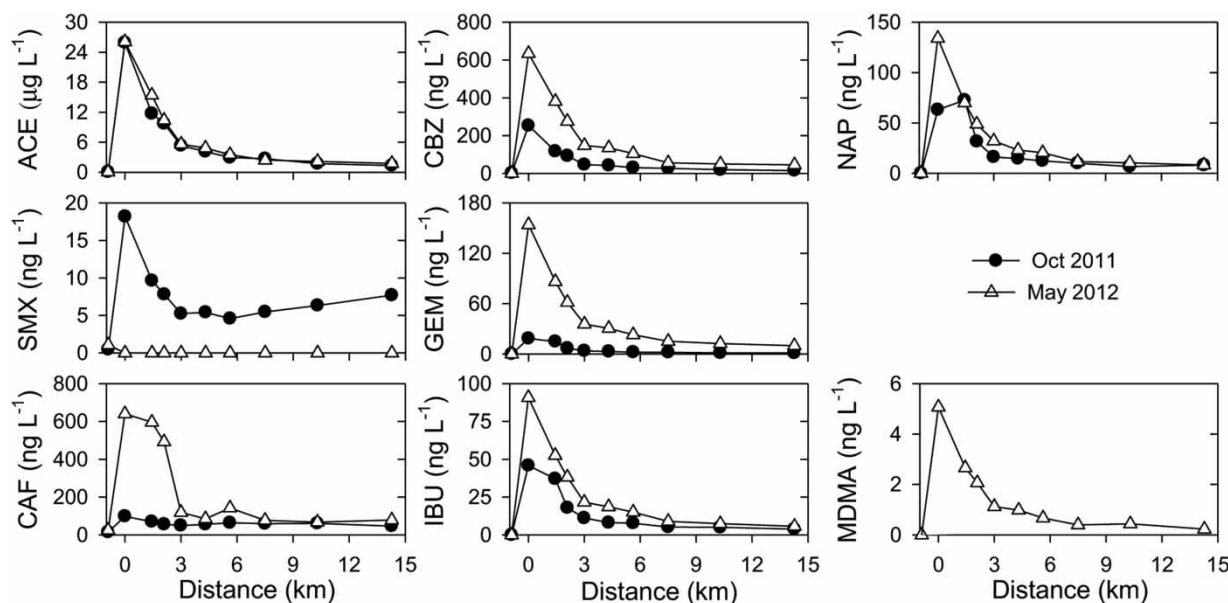 ACE (µg L⁻¹)
30
24
18
12
6
0
CBZ (ng L⁻¹)
800
600
400
200
0
NAP (ng L⁻¹)
150
100
50
0
SMX (ng L⁻¹)
20
15
10
5
0
GEM (ng L⁻¹)
180
120
60
0
Oct 2011
May 2012
CAF (ng L⁻¹)
800
600
400
200
0
0 3 6 9 12 15
Distance (km)
IBU (ng L⁻¹)
100
75
50
25
0
0 3 6 9 12 15
Distance (km)
MDMA (ng L⁻¹)
6
4
2
0
0 3 6 9 12 15
Distance (km)